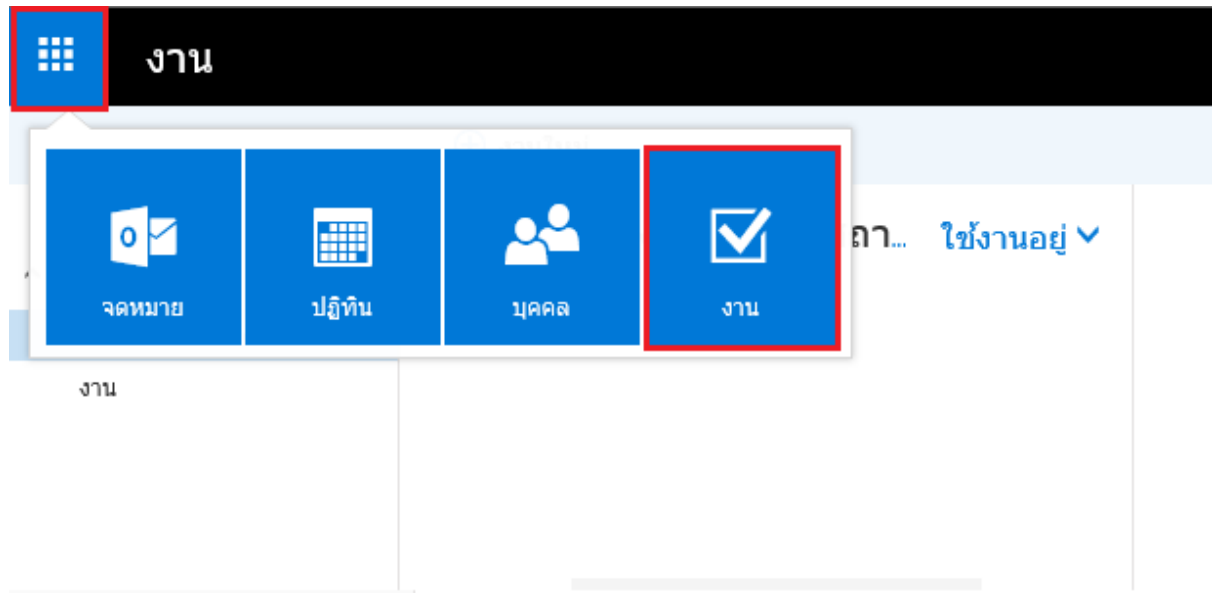 งาน
จดหมาย
ปฏิทิน
บุคคล
งาน
ถา... ใช้งานอยู่
งาน